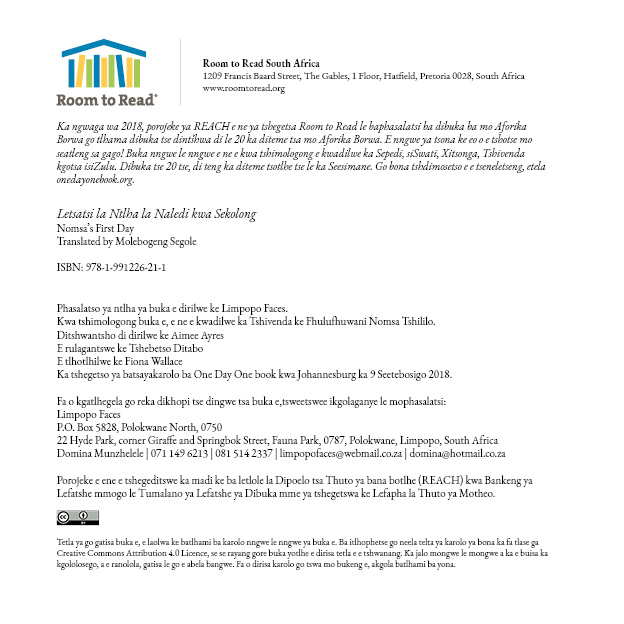 Room to Read®
Room to Read South Africa
1209 Francis Baard Street, The Gables, 1 Floor, Hatfield, Pretoria 0028, South Africa
www.roomtoread.org
Ka ngwaga wa 2018, porojeke ya REACH e ne ya tshegetsa Room to Read le baphasalatsi ba dibuka ba mo Aforika
Borwa go tlhama dibuka tse dintšhwa di le 20 ka diteme tsa mo Aforika Borwa. E nngwe ya tsona ke eo o e tshotse mo
seatleng sa gago! Buka nngwe le nngwe e ne e kwa tshimologong e kwadilwe ka Sepedi, siSwati, Xitsonga, Tshivenda
kgotsa isiZulu. Dibuka tse 20 tse, di teng ka diteme tsotlhe tse le ka Seesimane. Go bona tshdimosetso e e tseneletseng, etela
onedayonebook.org.
Letsatsi la Ntlha la Naledi kwa Sekolong
Nomsa's First Day
Translated by Molebogeng Segole
ISBN: 978-1-991226-21-1
Phasalatso ya ntlha ya buka e dirilwe ke Limpopo Faces.
Kwa tshimologong buka e, e ne e kwadilwe ka Tshivenda ke Fhulufhuwani Nomsa Tshililo.
Ditshwantsho di dirilwe ke Aimee Ayres
E rulagantswe ke Tshebetso Ditabo
E tlhotlhilwe ke Fiona Wallace
Ka tshegetso ya batsayakarolo ba One Day One book kwa Johannesburg ka 9 Seetebosigo 2018.
Fa o kgatlhegela go reka dikhopi tse dingwe tsa buka e,tsweetswee ikgolaganye le mophasalatsi:
Limpopo Faces
P.O. Box 5828, Polokwane North, 0750
22 Hyde Park, corner Giraffe and Springbok Street, Fauna Park, 0787, Polokwane, Limpopo, South Africa
Domina Munzhelele | 071 149 6213 | 081 514 2337 | limpopofaces@webmail.co.za | domina@hotmail.co.za
Porojeke e ene e tshegeditswe ka madi ke ba letlole la Dipoelo tsa Thuto ya bana botlhe (REACH) kwa Bankeng ya
Lefatshe mmogo le Tumalano ya Lefatshe ya Dibuka mme ya tshegetswa ke Lefapha la Thuto ya Motheo.
CC BY
Tetla ya go gatisa buka e, e laolwa ke batlhami ba karolo nngwe le nngwe ya buka e. Ba itlhophetse go neela telta ya karolo ya bona ka fa tlase ga
Creative Commons Attribution 4.0 Licence, se se rayang gore buka yotlhe e dirisa tetla e e tshwanang. Ka jalo mongwe le mongwe a ka e buisa ka
kgololosego, a e ranolola, gatisa le go e abela bangwe. Fa o dirisa karolo go tswa mo bukeng e, akgola batlhami ba yona.